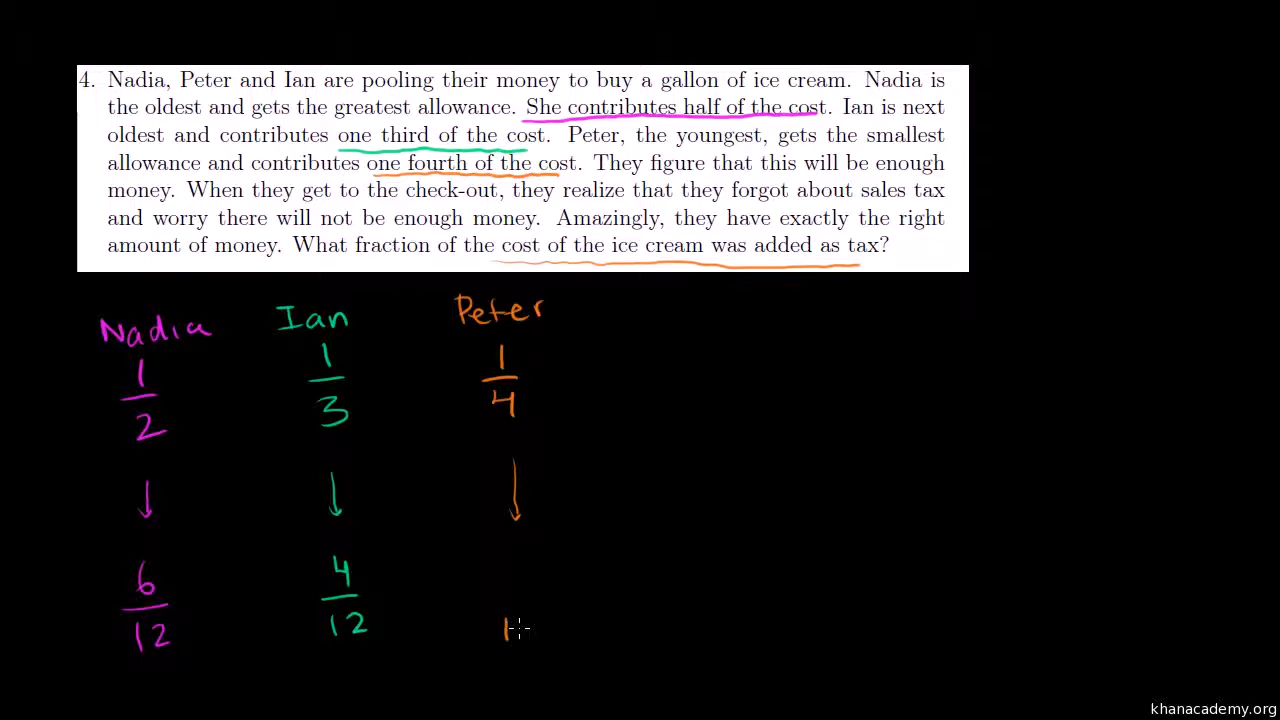 4. Nadia, Peter and Ian are pooling their money to buy a gallon of ice cream. Nadia is
the oldest and gets the greatest allowance. She contributes half of the cost. Ian is next
oldest and contributes one third of the cost. Peter, the youngest, gets the smallest
allowance and contributes one fourth of the cost. They figure that this will be enough
money. When they get to the check-out, they realize that they forgot about sales tax
and worry there will not be enough money. Amazingly, they have exactly the right
amount of money. What fraction of the cost of the ice cream was added as tax?
Nadia Ian Peter
1 1 1
2 3 4
6 4
12 12 1
khanacademy.org